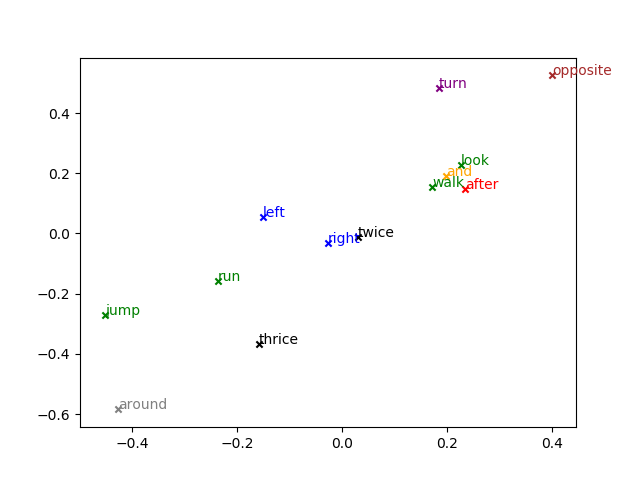 opposite
turn
0.4
look
and
0.2
walk
after
left
0.0
right
twice
run
−0.2
jump
thrice
−0.4
around
−0.6
−0.4
−0.2
0.0
0.2
0.4